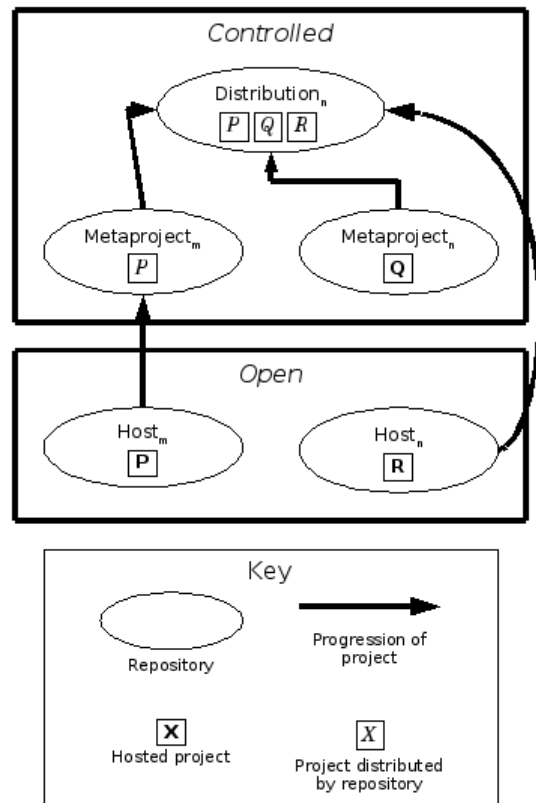 Controlled
Distributionₙ
P Q R
Metaprojectₘ
P
Metaprojectₙ
Q
Open
Hostₘ
P
Hostₙ
R
Key
Repository
Progression of
project
X
Hosted project
X
Project distributed
by repository